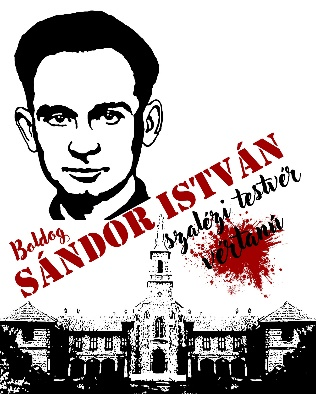 Boldog
SÁNDOR ISTVÁN
szalézi testvér
vértanú